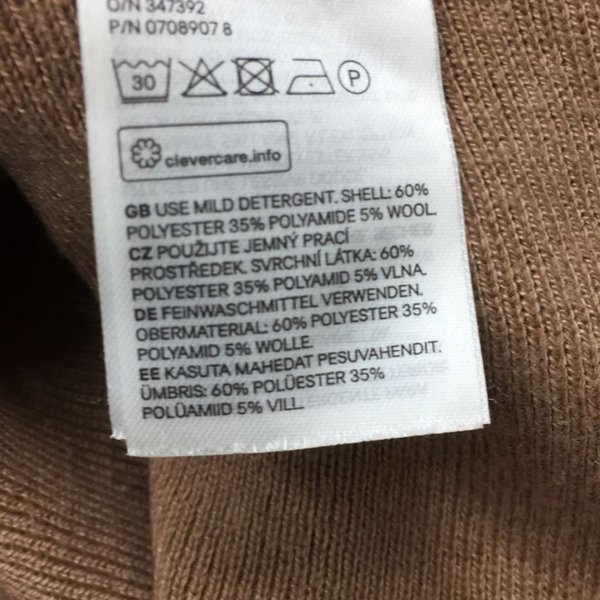 O/N 347392
P/N 0708907 8
30 P
clevercare.info
GB USE MILD DETERGENT. SHELL: 60%
POLYESTER 35% POLYAMIDE 5% WOOL.
CZ POUŽIJTE JEMNÝ PRACÍ
PROSTŘEDEK. SVRCHNÍ LÁTKA: 60%
POLYESTER 35% POLYAMID 5% VLNA.
DE FEINWASCHMITTEL VERWENDEN.
OBERMATERIAL: 60% POLYESTER 35%
POLYAMID 5% WOLLE.
EE KASUTA MAHEDAT PESUVAHENDIT.
ÜMBRIS: 60% POLÜESTER 35%
POLÜAMIID 5% VILL.